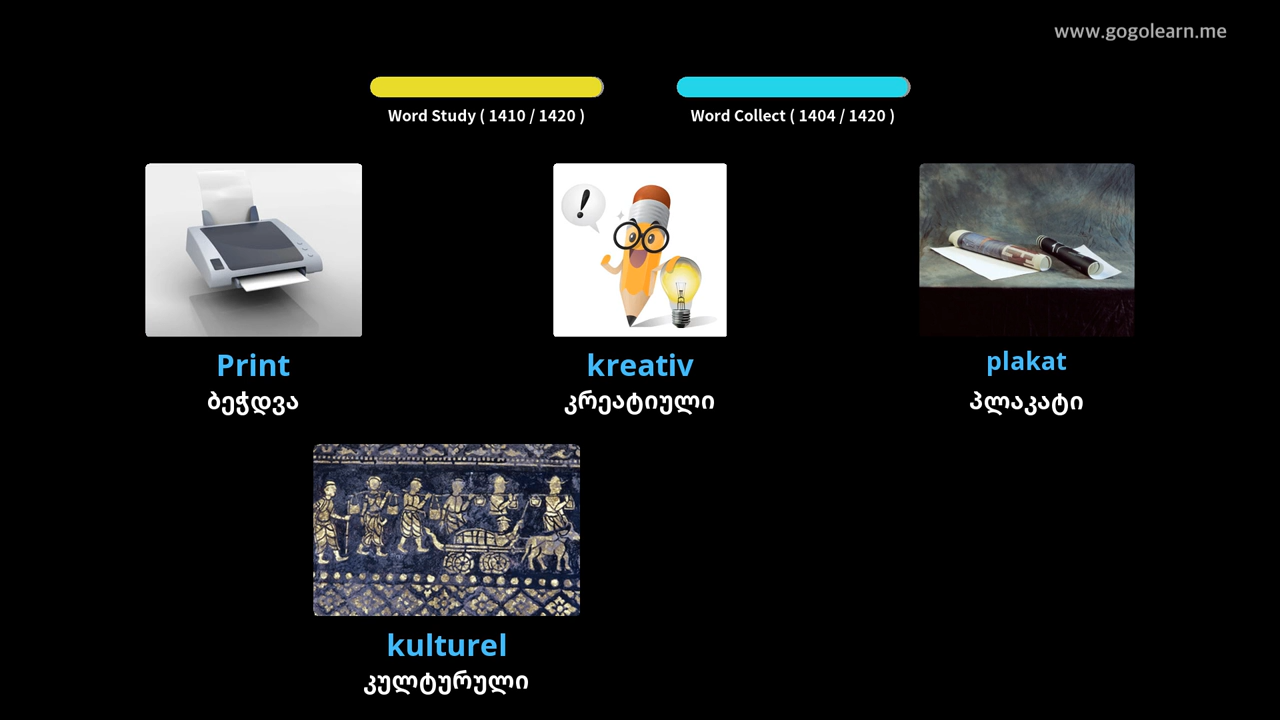 www.gogolearn.me
Word Study ( 1410 / 1420 )
Word Collect ( 1404 / 1420 )
Print
ბეჭდვა
kreativ
კრეატიული
plakat
პლაკატი
kulturel
კულტურული